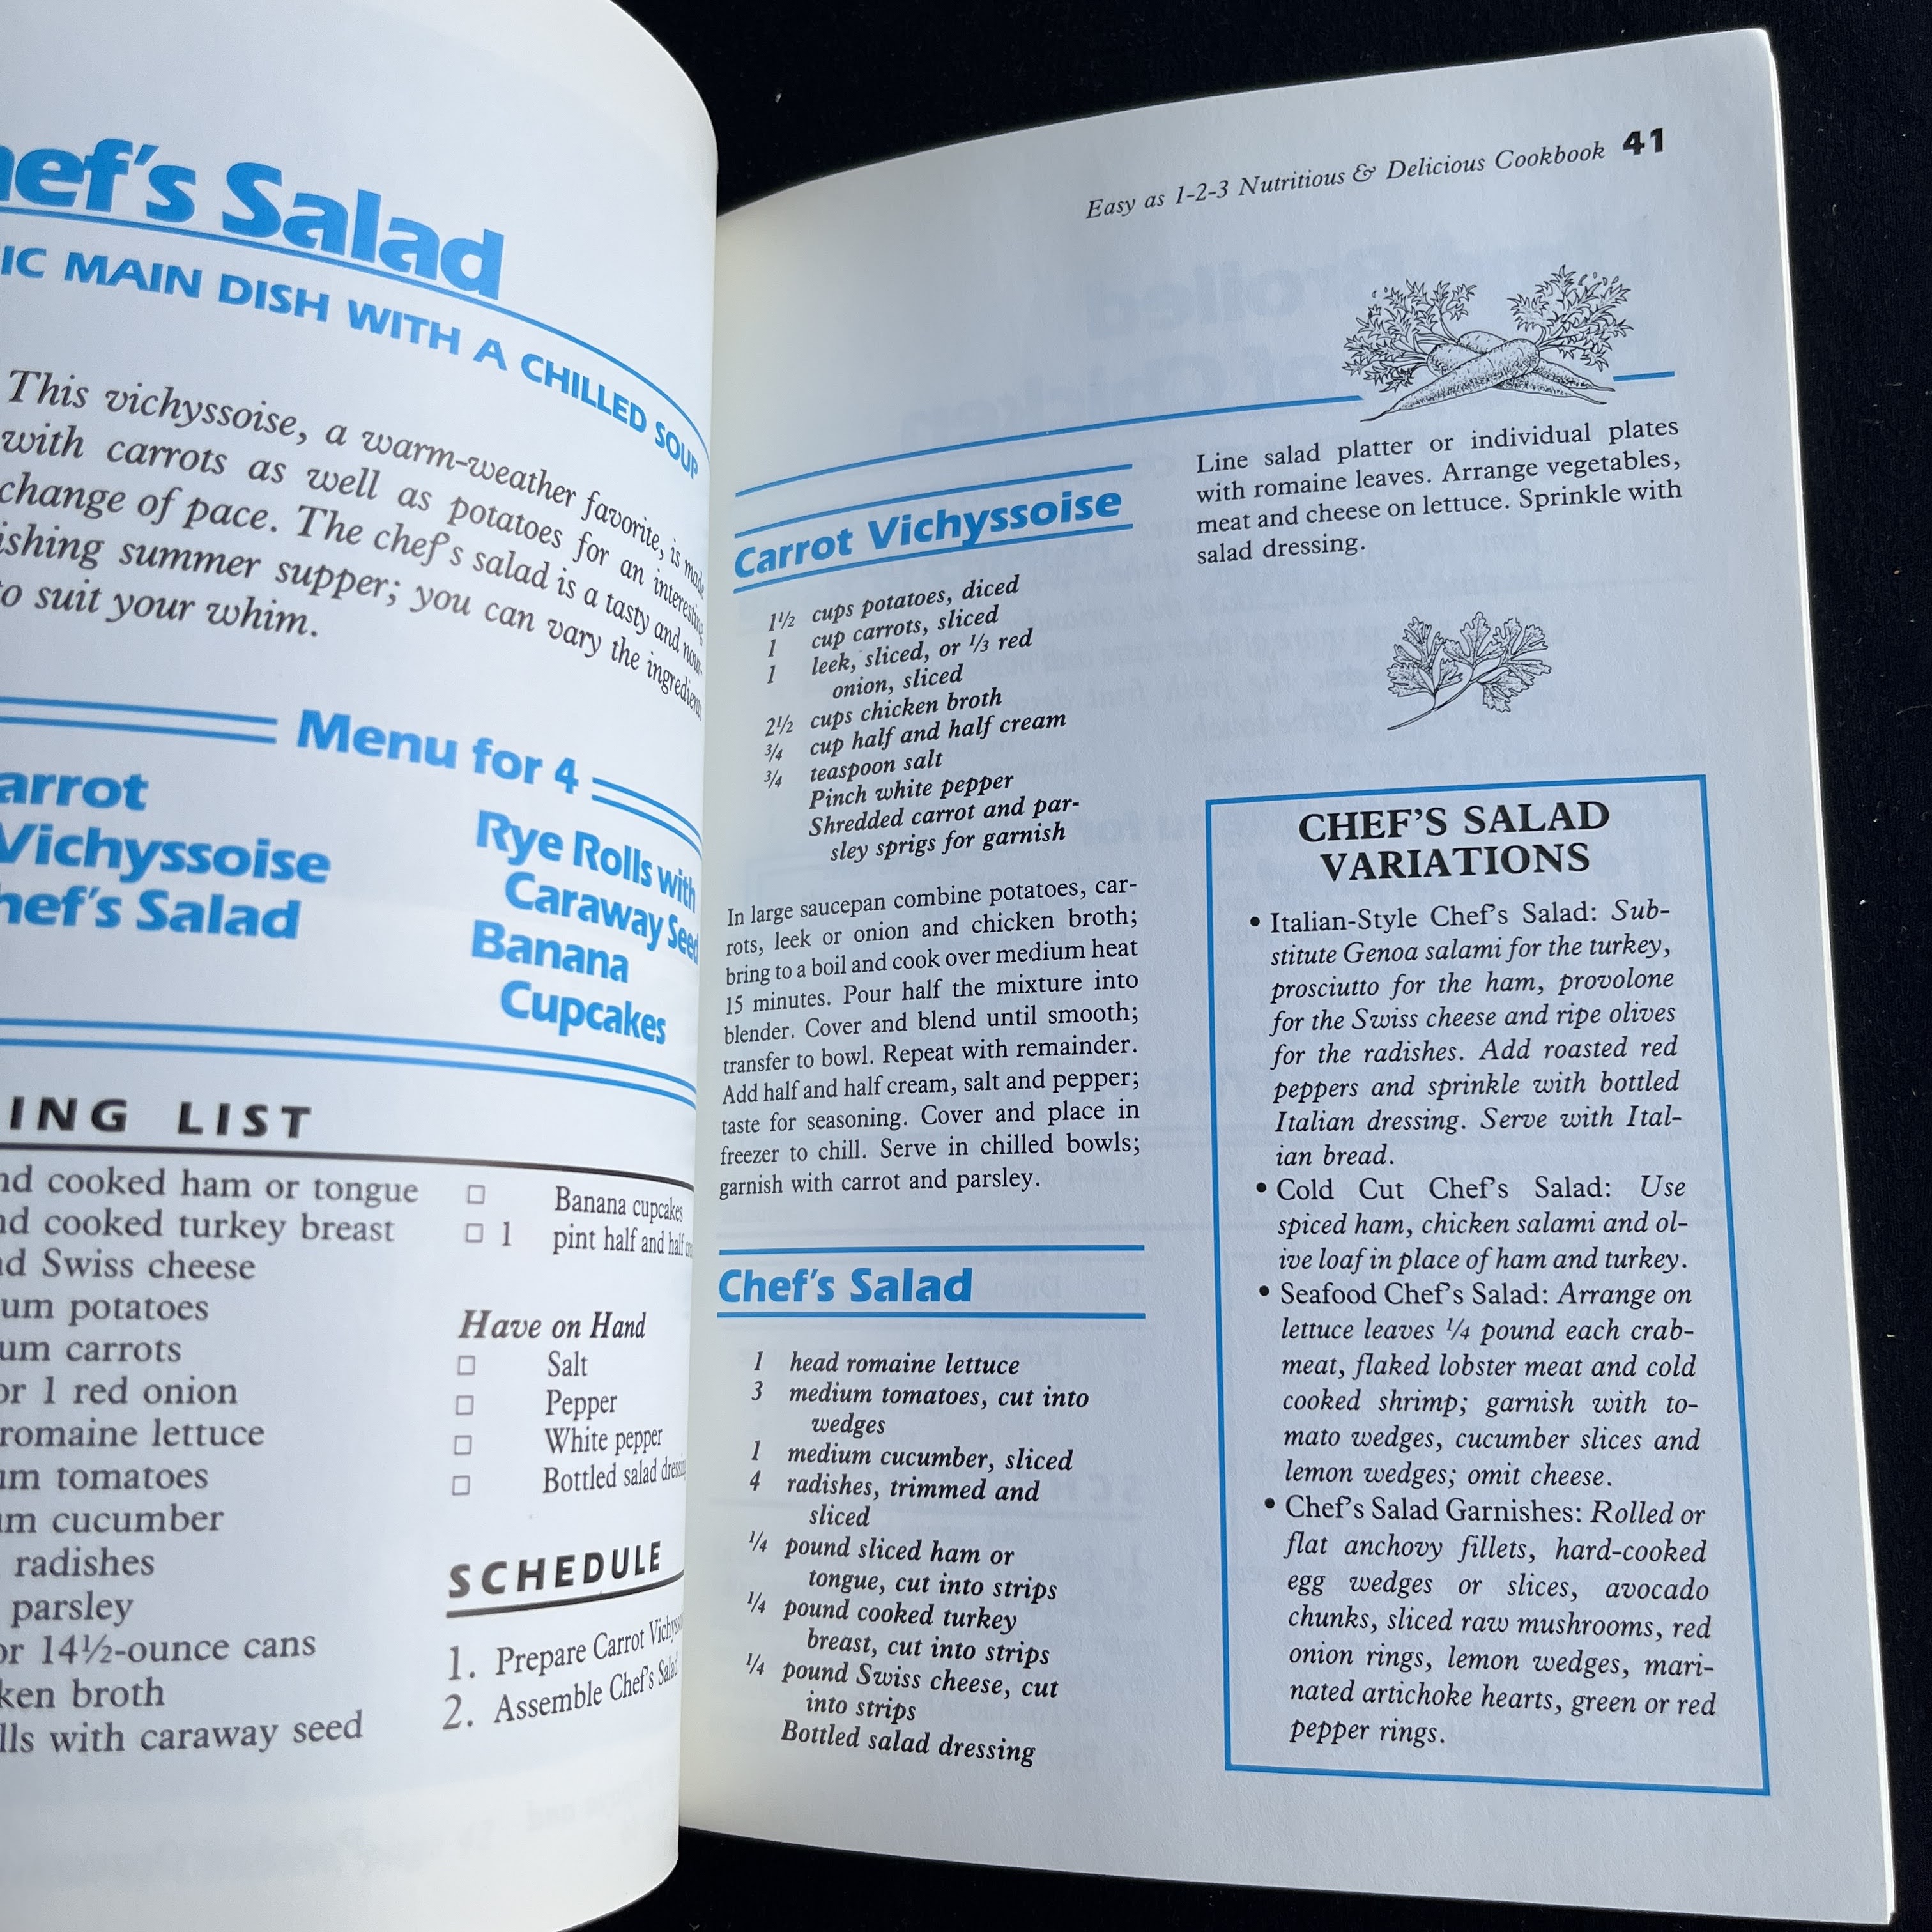 Chef's Salad
IC MAIN DISH WITH A CHILLED SOUP
This vichyssoise, a warm-weather favorite, is made
with carrots as well as potatoes for an interesting
change of pace. The chef's salad is a tasty and nour-
ishing summer supper; you can vary the ingredients
to suit your whim.
Menu for 4
Carrot
Vichyssoise
Chef's Salad
Rye Rolls with
Caraway Seed
Banana
Cupcakes
ING LIST
cooked ham or tongue
cooked turkey breast
Swiss cheese
potatoes
carrots
or 1 red onion
romaine lettuce
tomatoes
cucumber
radishes
parsley
or 14½-ounce cans
broth
with caraway seed
Banana cupcakes
1 pint half and half
Have on Hand
Salt
Pepper
White pepper
Bottled salad dressing
SCHEDULE
1. Prepare Carrot Vichyssoise
2. Assemble Chef's Salad.
Easy as 1-2-3 Nutritious & Delicious Cookbook 41
Carrot Vichyssoise
1½ cups potatoes, diced
1 cup carrots, sliced
1 leek, sliced, or ⅓ red
onion, sliced
2½ cups chicken broth
¾ cup half and half cream
¾ teaspoon salt
Pinch white pepper
Shredded carrot and par-
sley sprigs for garnish
In large saucepan combine potatoes, car-
rots, leek or onion and chicken broth;
bring to a boil and cook over medium heat
15 minutes. Pour half the mixture into
blender. Cover and blend until smooth;
transfer to bowl. Repeat with remainder.
Add half and half cream, salt and pepper;
taste for seasoning. Cover and place in
freezer to chill. Serve in chilled bowls;
garnish with carrot and parsley.
Chef's Salad
1 head romaine lettuce
3 medium tomatoes, cut into
wedges
1 medium cucumber, sliced
4 radishes, trimmed and
sliced
¼ pound sliced ham or
tongue, cut into strips
¼ pound cooked turkey
breast, cut into strips
¼ pound Swiss cheese, cut
into strips
Bottled salad dressing
Line salad platter or individual plates
with romaine leaves. Arrange vegetables,
meat and cheese on lettuce. Sprinkle with
salad dressing.
CHEF'S SALAD
VARIATIONS
• Italian-Style Chef's Salad: Sub-
stitute Genoa salami for the turkey,
prosciutto for the ham, provolone
for the Swiss cheese and ripe olives
for the radishes. Add roasted red
peppers and sprinkle with bottled
Italian dressing. Serve with Ital-
ian bread.
• Cold Cut Chef's Salad: Use
spiced ham, chicken salami and ol-
ive loaf in place of ham and turkey.
• Seafood Chef's Salad: Arrange on
lettuce leaves ¼ pound each crab-
meat, flaked lobster meat and cold
cooked shrimp; garnish with to-
mato wedges, cucumber slices and
lemon wedges; omit cheese.
• Chef's Salad Garnishes: Rolled or
flat anchovy fillets, hard-cooked
egg wedges or slices, avocado
chunks, sliced raw mushrooms, red
onion rings, lemon wedges, mari-
nated artichoke hearts, green or red
pepper rings.